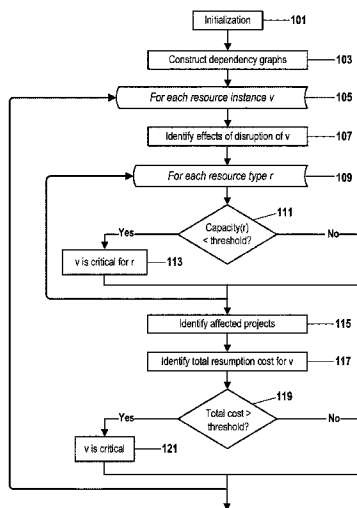 Initialization
101
Construct dependency graphs
103
For each resource instance v
105
Identify effects of disruption of v
107
For each resource type r
109
111
Yes
Capacity(r)
< threshold?
No
v is critical for r
113
Identify affected projects
115
Identify total resumption cost for v
117
119
Yes
Total cost >
threshold?
No
v is critical
121